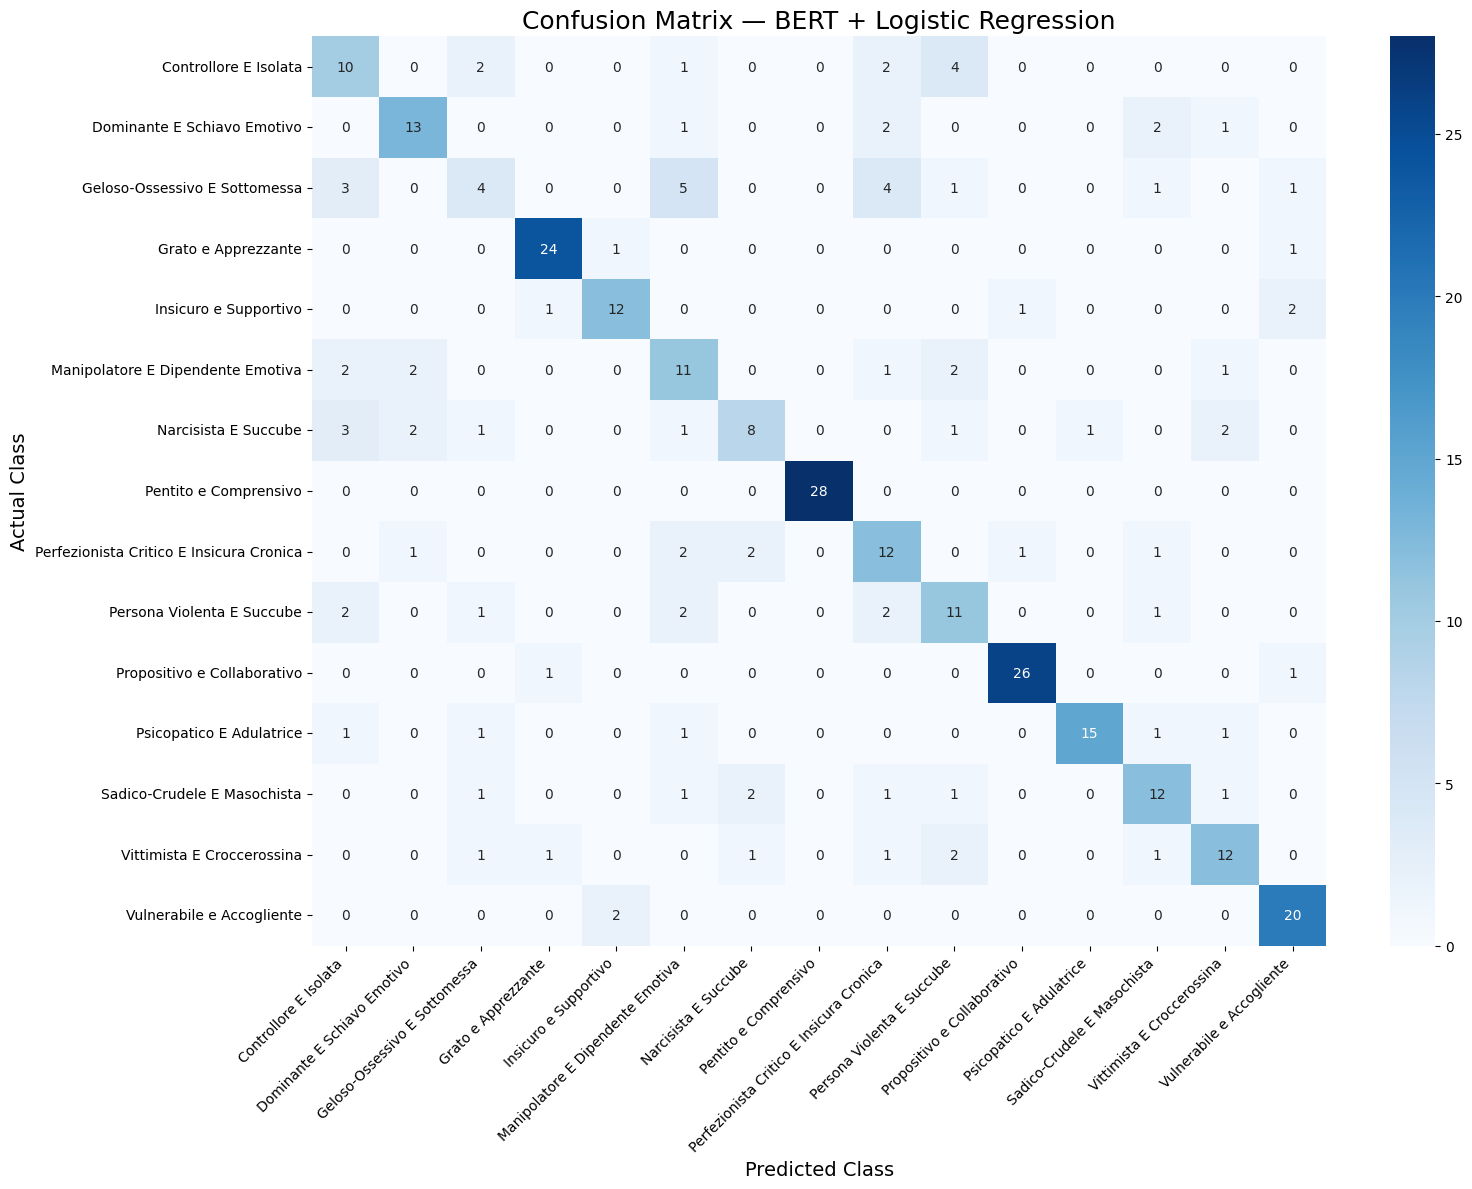 Confusion Matrix — BERT + Logistic Regression
Actual Class
Controllore E Isolata 10 0 2 0 0 1 0 0 2 4 0 0 0 0 0
Dominante E Schiavo Emotivo 0 13 0 0 0 1 0 0 2 0 0 0 2 1 0
Geloso-Ossessivo E Sottomessa 3 0 4 0 0 5 0 0 4 1 0 0 1 0 1
Grato e Apprezzante 0 0 0 24 1 0 0 0 0 0 0 0 0 0 1
Insicuro e Supportivo 0 0 0 1 12 0 0 0 0 0 1 0 0 0 2
Manipolatore E Dipendente Emotiva 2 2 0 0 0 11 0 0 1 2 0 0 0 1 0
Narcisista E Succube 3 2 1 0 0 1 8 0 0 1 0 1 0 2 0
Pentito e Comprensivo 0 0 0 0 0 0 0 28 0 0 0 0 0 0 0
Perfezionista Critico E Insicura Cronica 0 1 0 0 0 2 2 0 12 0 1 0 1 0 0
Persona Violenta E Succube 2 0 1 0 0 2 0 0 2 11 0 0 1 0 0
Propositivo e Collaborativo 0 0 0 1 0 0 0 0 0 0 26 0 0 0 1
Psicopatico E Adulatrice 1 0 1 0 0 1 0 0 0 0 0 15 1 1 0
Sadico-Crudele E Masochista 0 0 1 0 0 1 2 0 1 1 0 0 12 1 0
Vittimista E Croccerossina 0 0 1 1 0 0 1 0 1 2 0 0 1 12 0
Vulnerabile e Accogliente 0 0 0 0 2 0 0 0 0 0 0 0 0 0 20
Controllore E Isolata
Dominante E Schiavo Emotivo
Geloso-Ossessivo E Sottomessa
Grato e Apprezzante
Insicuro e Supportivo
Manipolatore E Dipendente Emotiva
Narcisista E Succube
Pentito e Comprensivo
Perfezionista Critico E Insicura Cronica
Persona Violenta E Succube
Propositivo e Collaborativo
Psicopatico E Adulatrice
Sadico-Crudele E Masochista
Vittimista E Croccerossina
Vulnerabile e Accogliente
Predicted Class
25
20
15
10
5
0